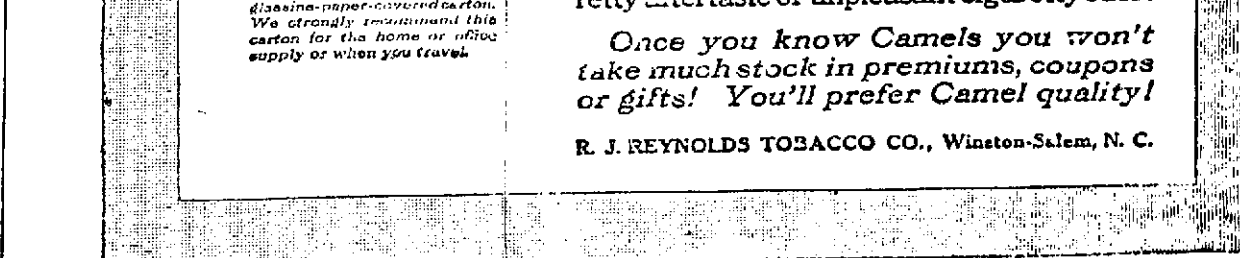 glassine-paper-covered carton.
We strongly recommend this
carton for the home or office
supply or when you travel.
Once you know Camels you won't
take much stock in premiums, coupons
or gifts! You'll prefer Camel quality!
R. J. REYNOLDS TOBACCO CO., Winston-Salem, N. C.